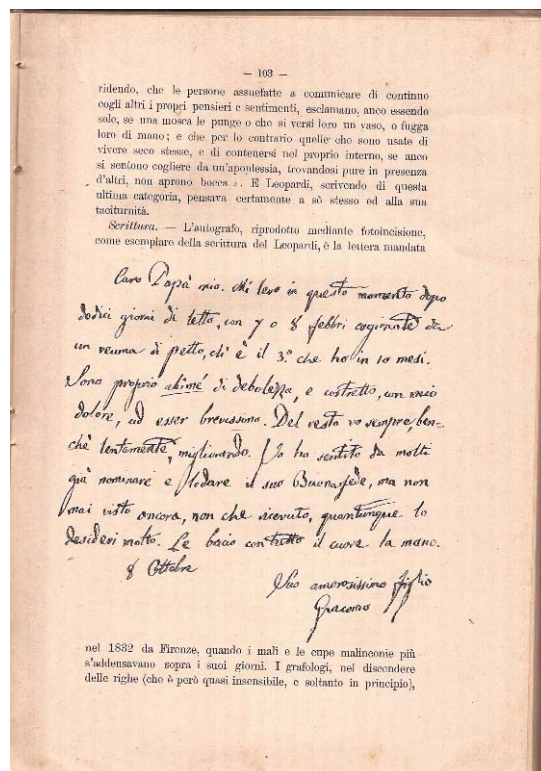 — 103 —
ridendo, che le persone assuefatte a comunicare di continuo
cogli altri i propri pensieri e sentimenti, esclamano, anco essendo
sole, se una mosca le punge o che si versi loro un vaso, o fugga
loro di mano; e che per lo contrario quelle che sono usate di
vivere seco stesse, e di contenersi nel proprio interno, se anco
si sentono cogliere da un'apoplessia, trovandosi pure in presenza
d'altri, non aprono bocca ». E Leopardi, scrivendo di questa
ultima categoria, pensava certamente a sè stesso ed alla sua
taciturnità.
Scrittura. — L'autografo, riprodotto mediante fotoincisione,
come esemplare della scrittura del Leopardi, è la lettera mandata
Caro Papà mio. Mi levo in questo momento dopo
dodici giorni di letto, con 7 o 8 febbri cagionate da
un reuma di petto, ch'è il 3.° che ho in 10 mesi.
Sono proprio di debolezza, e costretto, con mio
dolore, ad esser brevissimo. Del resto vo sempre, ben-
chè lentamente, migliorando. Io ho sentito da molti
già nominare e lodare il suo Buonafede, ma non
mai visto ancora, non che ricevuto, quantunque lo
desideri molto. Le bacio con tutto il cuore la mano.
8 Ottobre
Suo amorosissimo figlio
Giacomo
nel 1832 da Firenze, quando i mali e le cupe malinconie più
s'addensavano sopra i suoi giorni. I grafologi, nel discendere
delle righe (che è però quasi insensibile, e soltanto in principio),